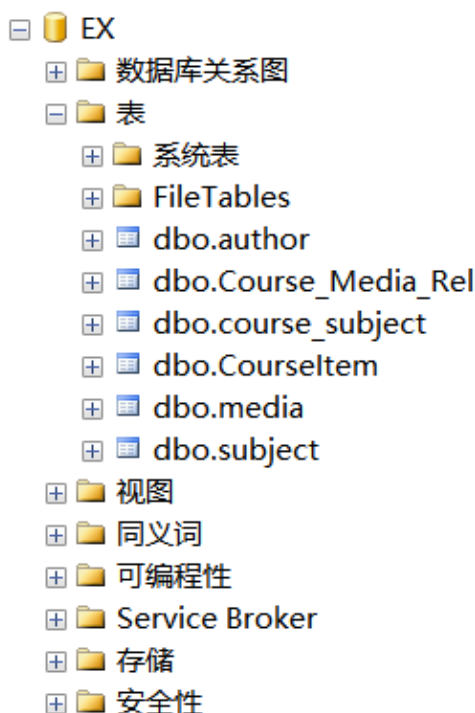 EX
数据库关系图
表
系统表
FileTables
dbo.author
dbo.Course_Media_Rel
dbo.course_subject
dbo.CourseItem
dbo.media
dbo.subject
视图
同义词
可编程性
Service Broker
存储
安全性